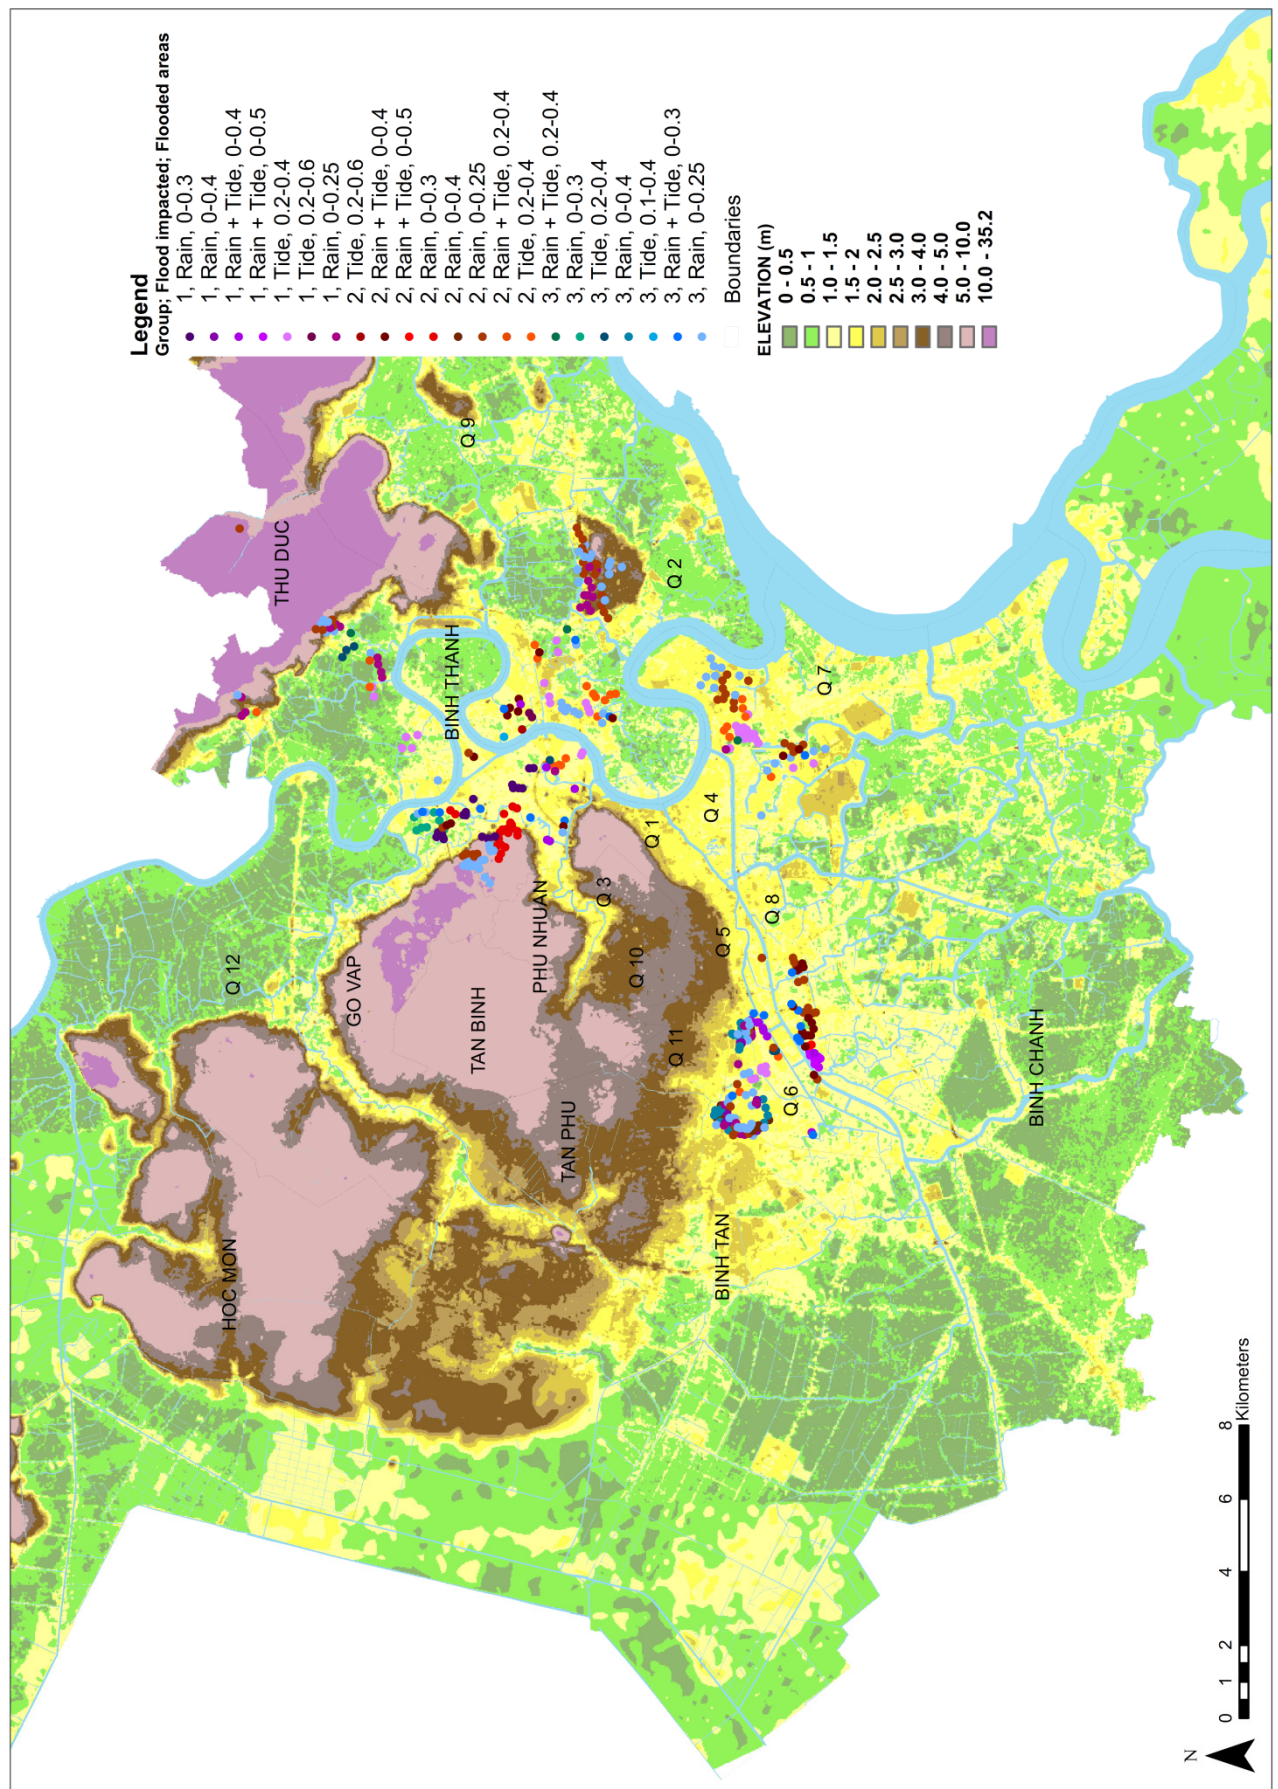 Legend
Group; Flood impacted; Flooded areas
1, Rain, 0-0.3
1, Rain, 0-0.4
1, Rain + Tide, 0-0.4
1, Rain + Tide, 0-0.5
1, Tide, 0.2-0.4
1, Tide, 0.2-0.6
1, Rain, 0-0.25
2, Tide, 0.2-0.6
2, Rain + Tide, 0-0.4
2, Rain + Tide, 0-0.5
2, Rain, 0-0.3
2, Rain, 0-0.4
2, Rain, 0-0.25
2, Rain + Tide, 0.2-0.4
2, Tide, 0.2-0.4
3, Rain + Tide, 0.2-0.4
3, Rain, 0-0.3
3, Tide, 0.2-0.4
3, Rain, 0-0.4
3, Tide, 0.1-0.4
3, Rain + Tide, 0-0.3
3, Rain, 0-0.25
Boundaries
ELEVATION (m)
0 - 0.5
0.5 - 1
1.0 - 1.5
1.5 - 2
2.0 - 2.5
2.5 - 3.0
3.0 - 4.0
4.0 - 5.0
5.0 - 10.0
10.0 - 35.2
HOC MON
Q 12
THU DUC
GO VAP
BINH THANH
Q 9
TAN BINH
PHU NHUAN
TAN PHU
Q 3
Q 10
Q 1
Q 11
Q 2
BINH TAN
Q 5
Q 4
Q 6
Q 8
Q 7
BINH CHANH
N
0 1 2 4 6 8
Kilometers